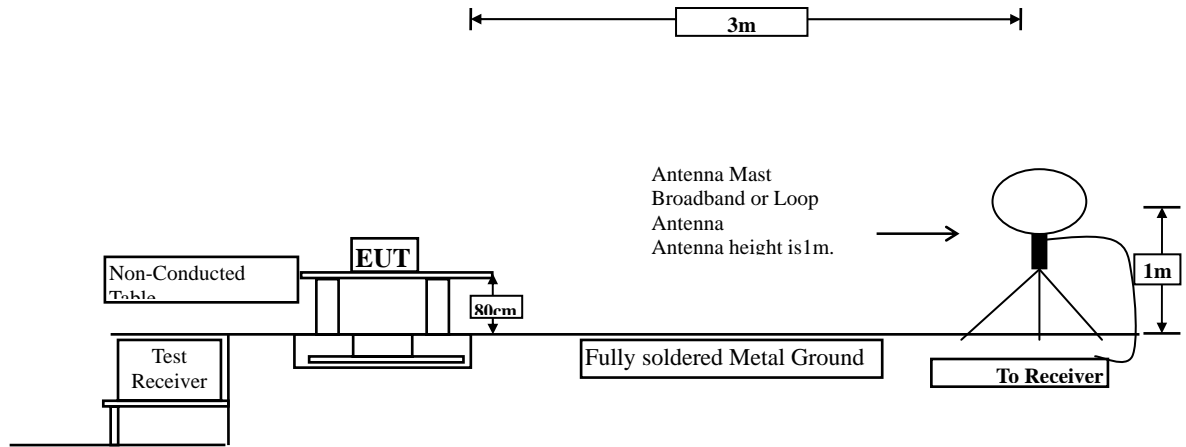 3m
Antenna Mast
Broadband or Loop
Antenna
Antenna height is1m.
EUT
Non-Conducted
Table
80cm
1m
Test
Receiver
Fully soldered Metal Ground
To Receiver